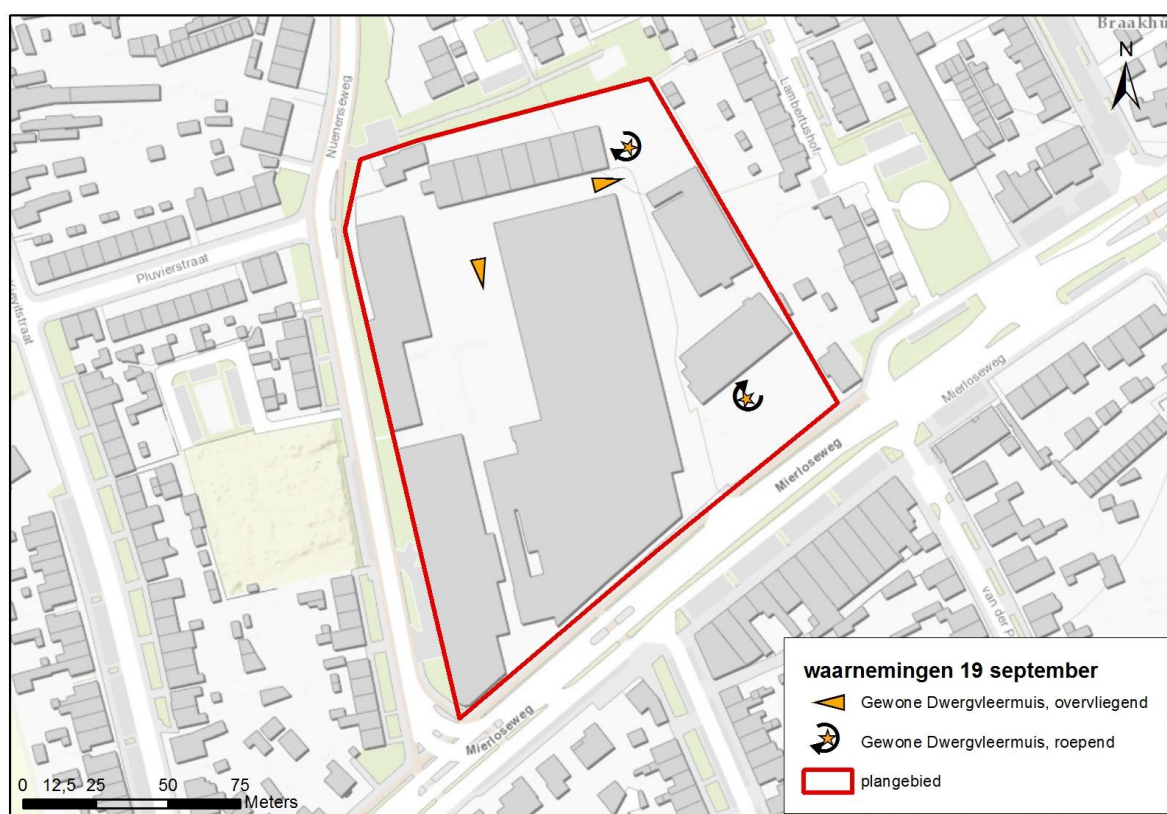 Braakhui
N
Nuenenseweg
Lambertushof
Pluvierstraat
Mierloseweg
Mierloseweg
van der P
Mierloseweg
waarnemingen 19 september
Gewone Dwergvleermuis, overvliegend
Gewone Dwergvleermuis, roepend
plangebied
0 12,5 25 50 75
Meters